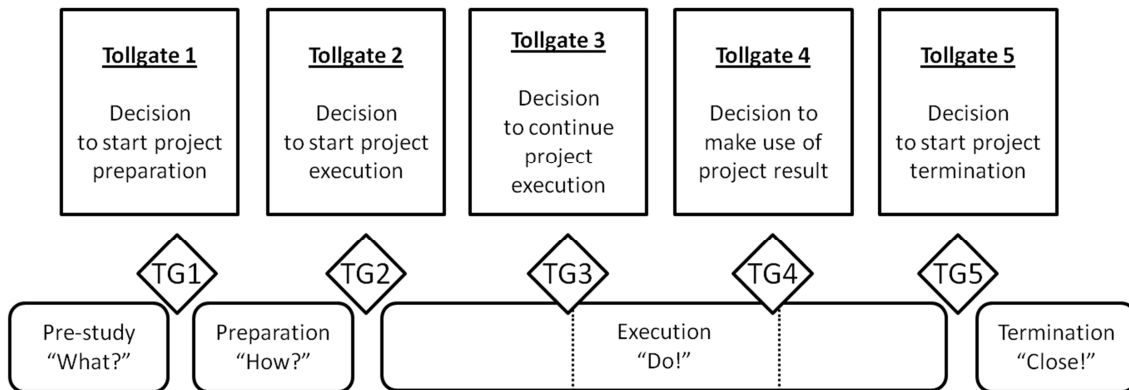 Tollgate 1
Decision
to start project
preparation
Tollgate 2
Decision
to start project
execution
Tollgate 3
Decision
to continue
project
execution
Tollgate 4
Decision to
make use of
project result
Tollgate 5
Decision
to start project
termination
TG1
TG2
TG3
TG4
TG5
Pre-study
“What?”
Preparation
“How?”
Execution
“Do!”
Termination
“Close!”